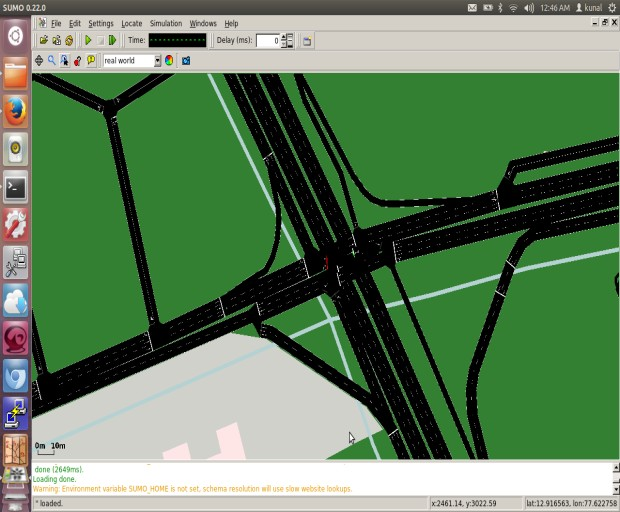 SUMO 0.22.0
12:46 AM kunal
File Edit Settings Locate Simulation Windows Help
Time: Delay (ms): 0
real world
0m 10m
done (2649ms).
Loading done.
Warning: Environment variable SUMO_HOME is not set, schema resolution will use slow website lookups.
'' loaded. x:2461.14, y:3022.59 lat:12.916563, lon:77.622758